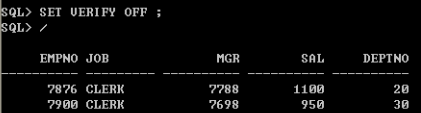 SQL> SET VERIFY OFF ;
SQL> /
EMPNO JOB MGR SAL DEPTNO
---------- --------- ---------- ---------- ----------
7876 CLERK 7788 1100 20
7900 CLERK 7698 950 30